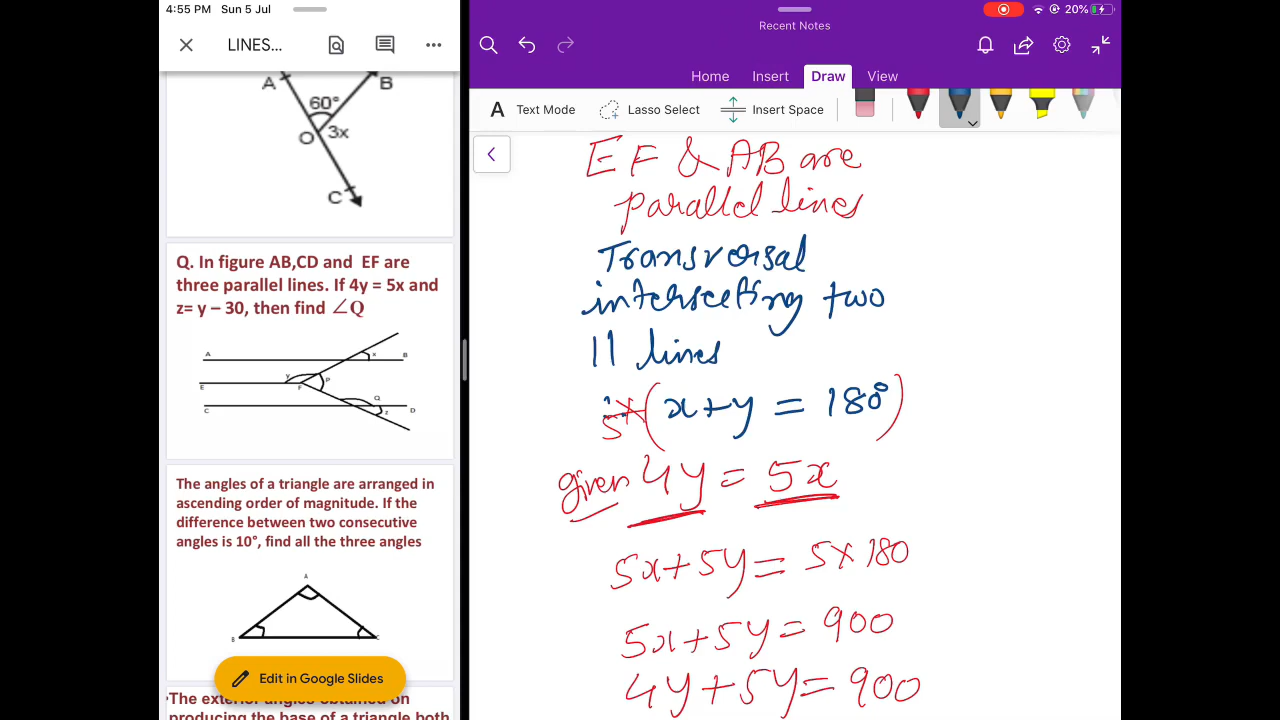 4:55 PM Sun 5 Jul
LINES...
A
B
60°
O
3x
C
Q. In figure AB,CD and EF are
three parallel lines. If 4y = 5x and
z= y – 30, then find ∠Q
A
x
B
y
P
E
F
C
Q
D
z
The angles of a triangle are arranged in
ascending order of magnitude. If the
difference between two consecutive
angles is 10°, find all the three angles
A
B
C
Edit in Google Slides
The exterior angles obtained on
producing the base of a triangle both
20%
Recent Notes
Home Insert Draw View
A Text Mode Lasso Select Insert Space
EF & AB are
parallel lines
Transversal
intersecting two
11 lines
5x(x+y = 180°)
given 4y = 5x
5x+5y = 5×180
5x+5y = 900
4y+5y = 900